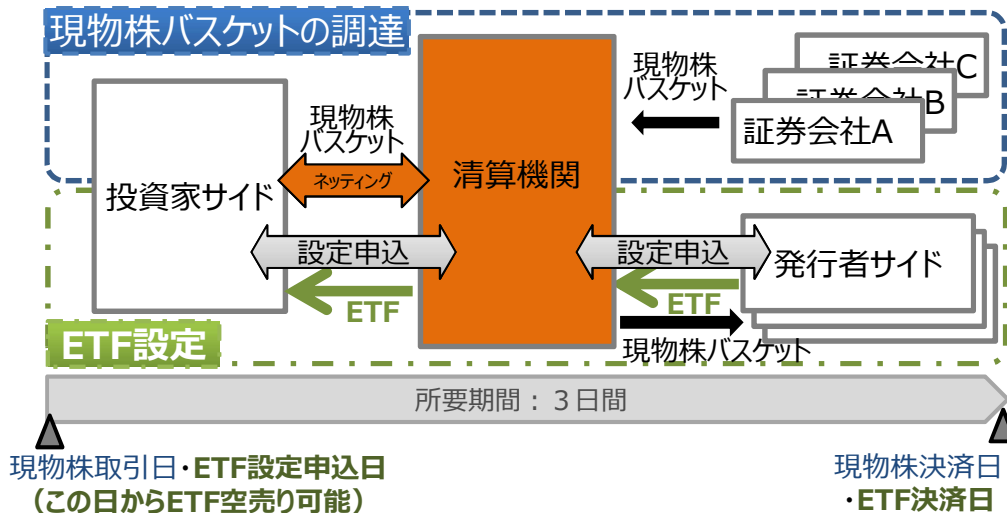 現物株バスケットの調達
証券会社C
証券会社B
証券会社A
現物株
バスケット
現物株
バスケット
ネッティング
清算機関
投資家サイド
設定申込
設定申込
発行者サイド
ETF
ETF
ETF設定
現物株バスケット
所要期間：３日間
現物株取引日・ETF設定申込日
（この日からETF空売り可能）
現物株決済日
・ETF決済日